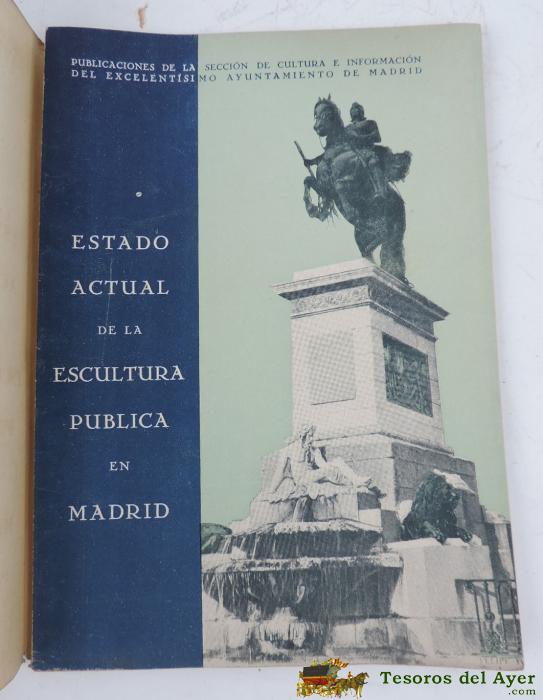 PUBLICACIONES DE LA SECCIÓN DE CULTURA E INFORMACIÓN
DEL EXCELENTÍSIMO AYUNTAMIENTO DE MADRID
ESTADO
ACTUAL
DE LA
ESCULTURA
PUBLICA
EN
MADRID
Tesoros del Ayer
.com